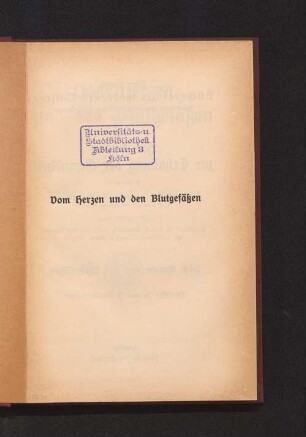 Universitäts-u
Stadtbibliothek
Abteilung 3
Köln
Vom Herzen und den Blutgefäßen